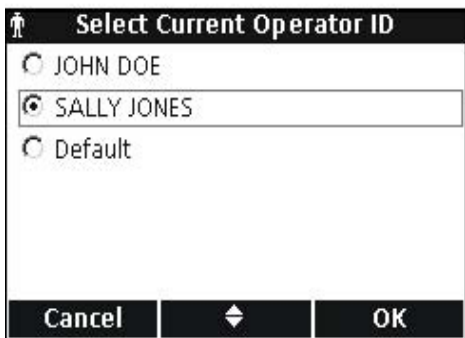 Select Current Operator ID
JOHN DOE
SALLY JONES
Default
Cancel OK